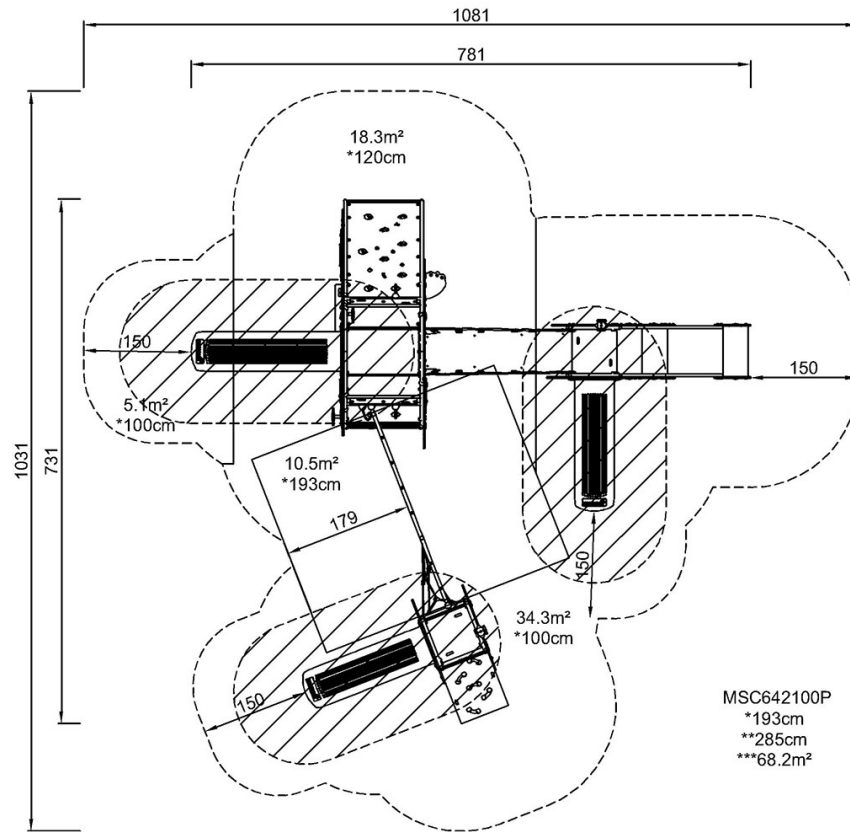 1081
781
18.3m²
*120cm
1031
731
150
150
5.1m²
*100cm
10.5m²
*193cm
179
150
34.3m²
*100cm
150
MSC642100P
*193cm
**285cm
***68.2m²